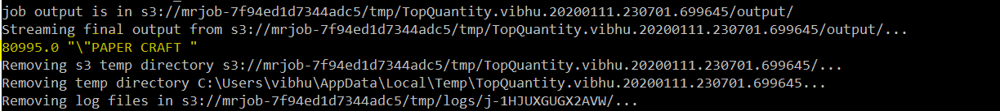 job output is in s3://mrjob-7f94ed1d7344adc5/tmp/TopQuantity.vibhu.20200111.230701.699645/output/
Streaming final output from s3://mrjob-7f94ed1d7344adc5/tmp/TopQuantity.vibhu.20200111.230701.699645/output/...
80995.0 "\"PAPER CRAFT "
Removing s3 temp directory s3://mrjob-7f94ed1d7344adc5/tmp/TopQuantity.vibhu.20200111.230701.699645/...
Removing temp directory C:\Users\vibhu\AppData\Local\Temp\TopQuantity.vibhu.20200111.230701.699645...
Removing log files in s3://mrjob-7f94ed1d7344adc5/tmp/logs/j-1HJUXGUGX2AVW/...